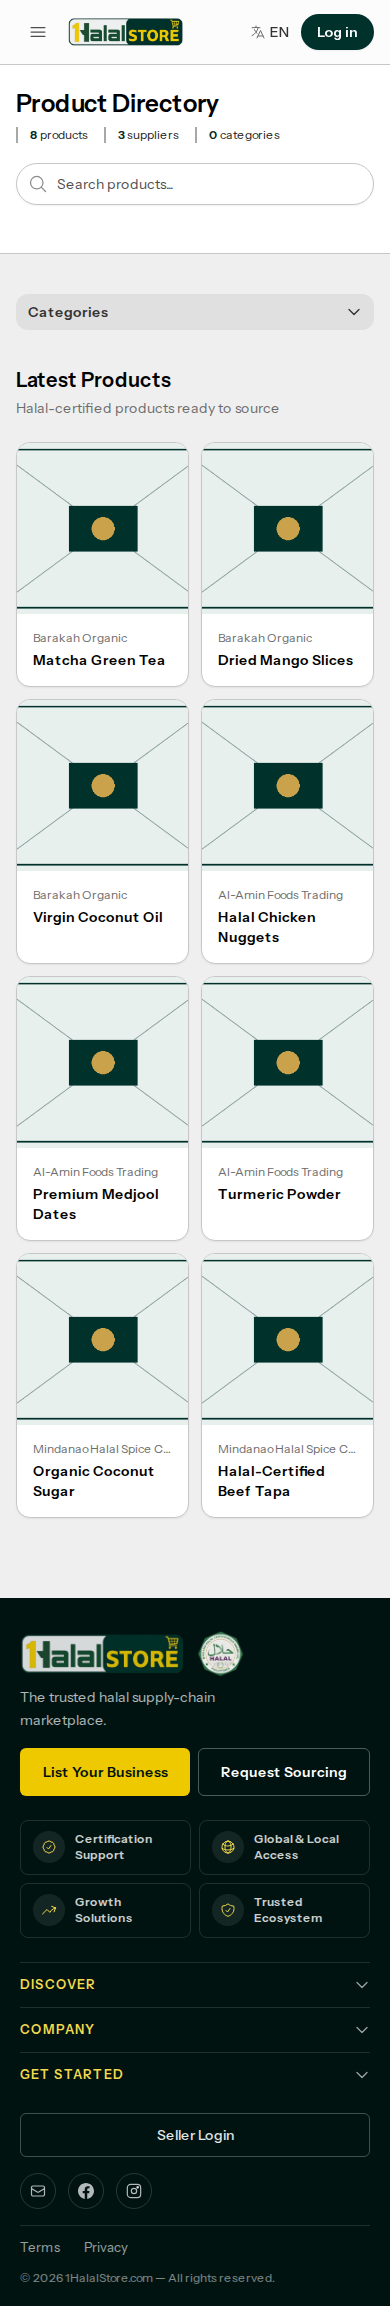 1HalalSTORE
EN
Log in
Product Directory
8 products
3 suppliers
0 categories
Search products...
Categories
Latest Products
Halal-certified products ready to source
Barakah Organic
Matcha Green Tea
Barakah Organic
Dried Mango Slices
Barakah Organic
Virgin Coconut Oil
Al-Amin Foods Trading
Halal Chicken
Nuggets
Al-Amin Foods Trading
Premium Medjool
Dates
Al-Amin Foods Trading
Turmeric Powder
Mindanao Halal Spice C...
Organic Coconut
Sugar
Mindanao Halal Spice C...
Halal-Certified
Beef Tapa
1HalalSTORE
حلال
HALAL
The trusted halal supply-chain
marketplace.
List Your Business
Request Sourcing
Certification
Support
Global & Local
Access
Growth
Solutions
Trusted
Ecosystem
DISCOVER
COMPANY
GET STARTED
Seller Login
Terms
Privacy
© 2026 1HalalStore.com — All rights reserved.